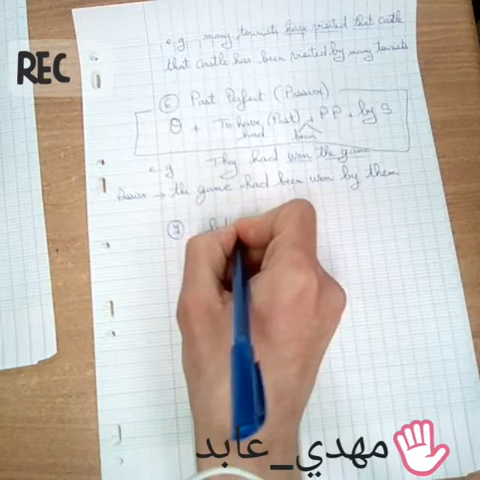 REC
e.g. many tourists have visited that castle
that castle has been visited by many tourists
⑥ Past Perfect (Passive)
O + To have (Past) + PP + by S
had been
e.g They had won the game
Passive → the game had been won by them
⑦
مهدي_عابد